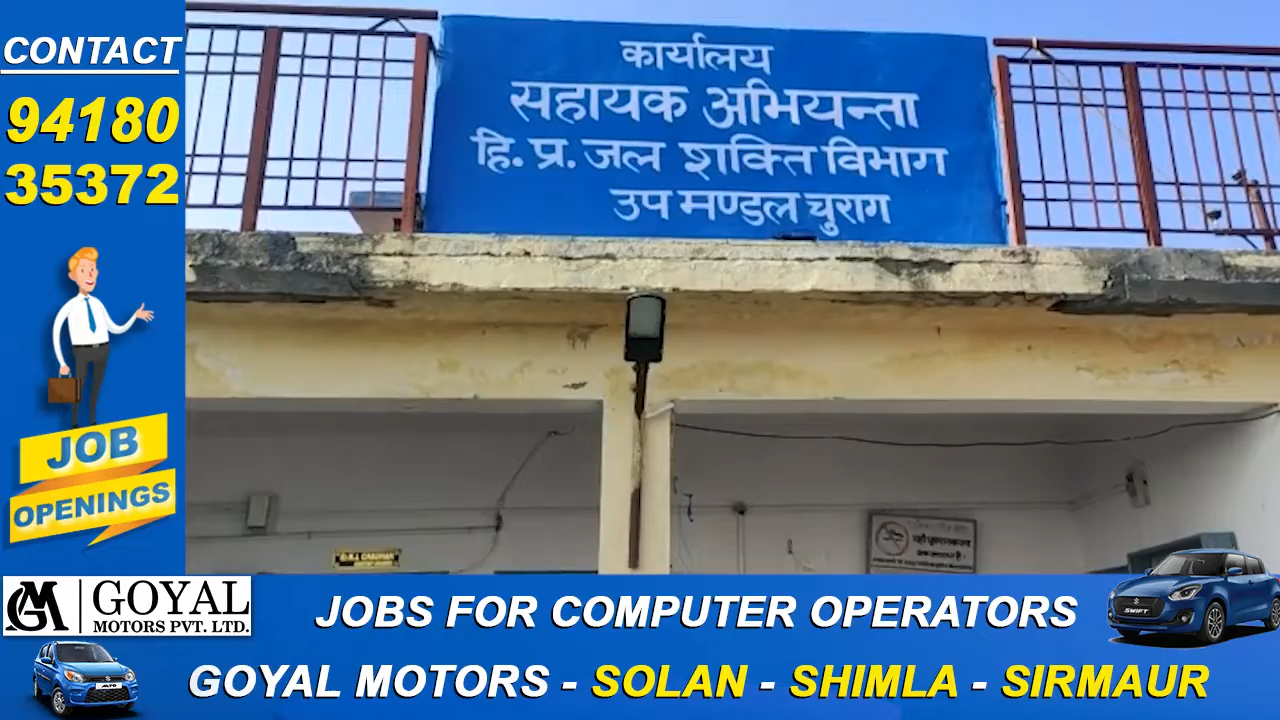 CONTACT
94180
35372
कार्यालय
सहायक अभियन्ता
हि. प्र. जल शक्ति विभाग
उप मण्डल चुराग
JOB
OPENINGS
GOYAL
MOTORS PVT. LTD.
JOBS FOR COMPUTER OPERATORS
SWIFT
ALTO
GOYAL MOTORS - SOLAN - SHIMLA - SIRMAUR